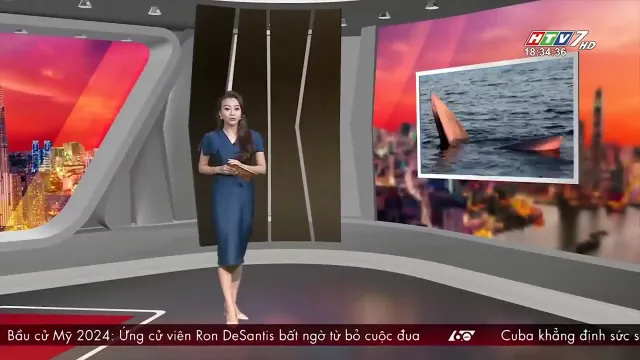 HTV7 HD
18:34:36
Bầu cử Mỹ 2024: Ứng cử viên Ron DeSantis bất ngờ từ bỏ cuộc đua 60 Cuba khẳng định sức s